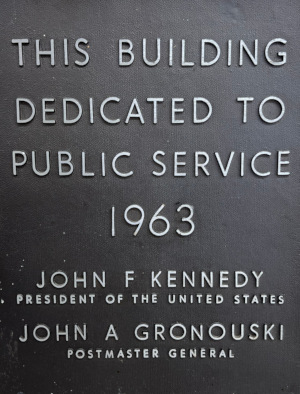 THIS BUILDING
DEDICATED TO
PUBLIC SERVICE
1963
JOHN F KENNEDY
PRESIDENT OF THE UNITED STATES
JOHN A GRONOUSKI
POSTMASTER GENERAL